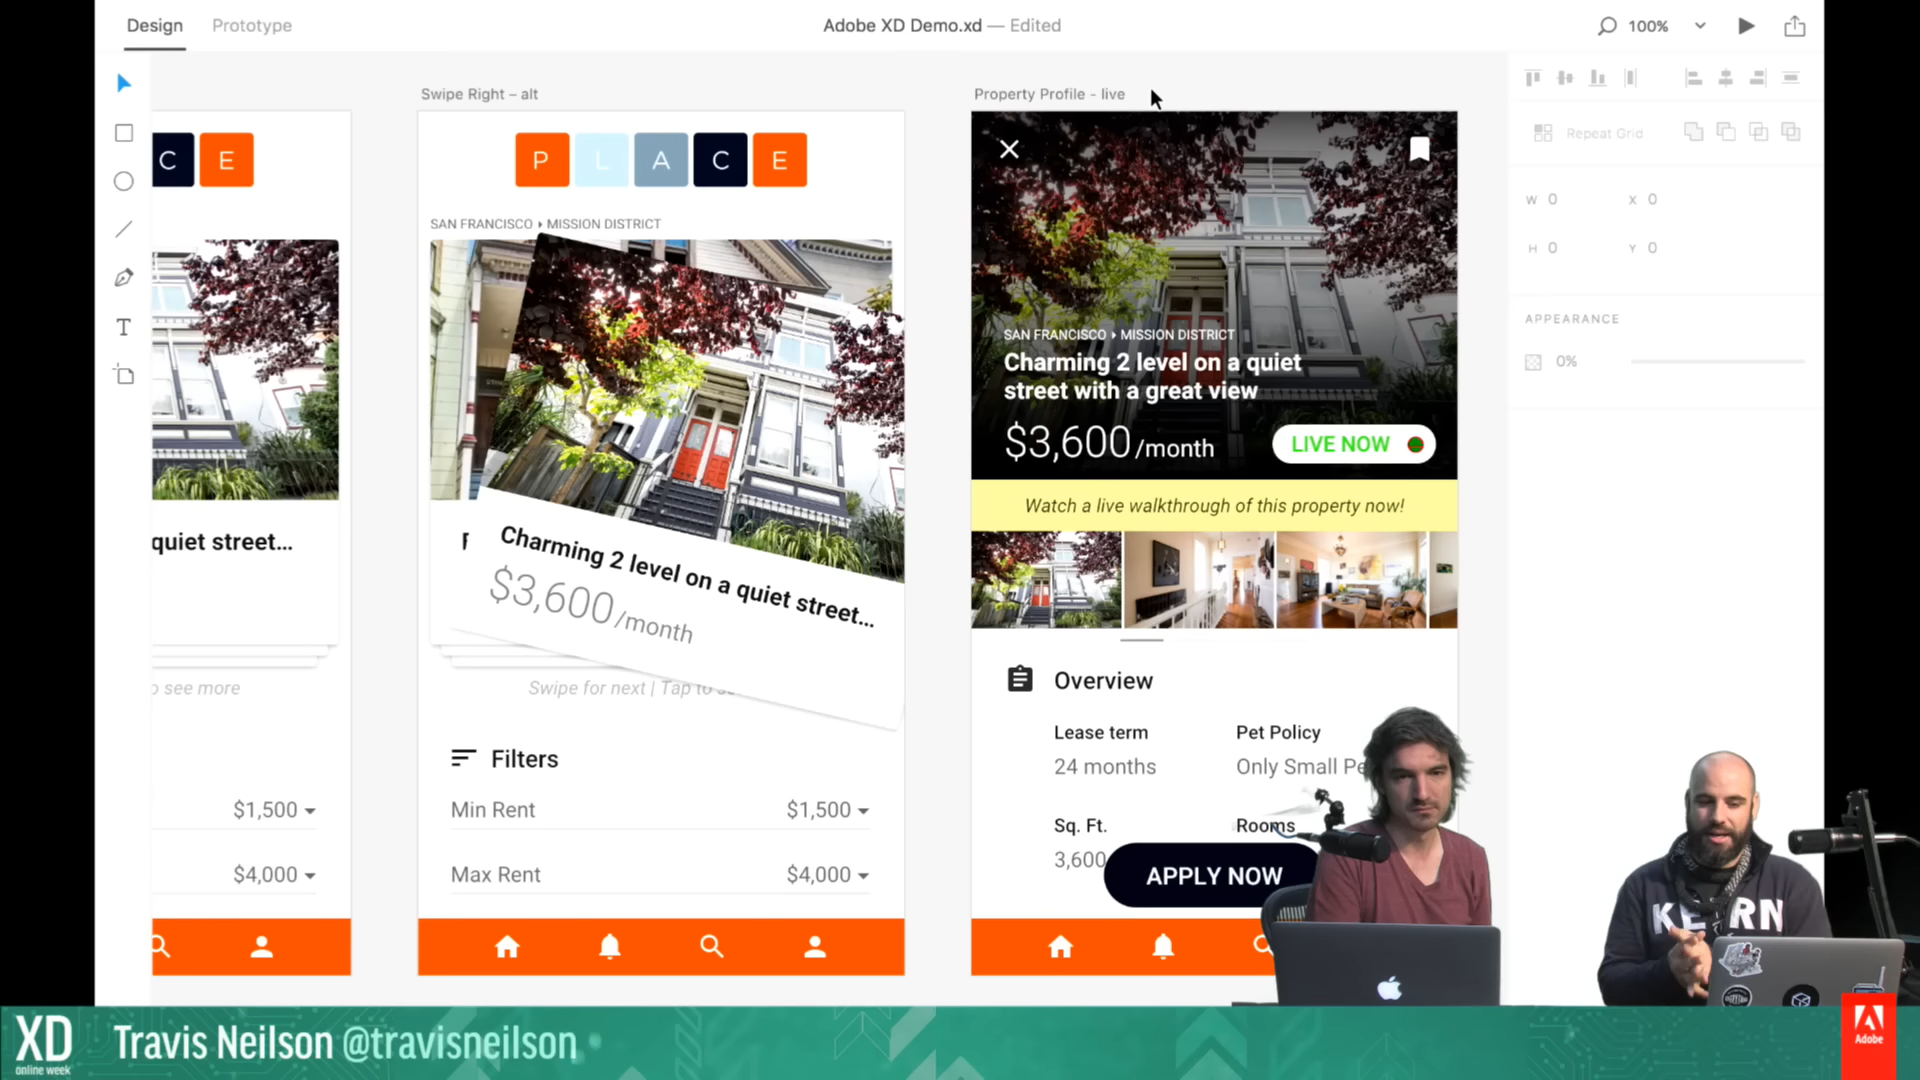 Design Prototype
Adobe XD Demo.xd — Edited
100%
C E
quiet street...
o see more
$1,500
$4,000
Swipe Right – alt
P L A C E
SAN FRANCISCO MISSION DISTRICT
Charming 2 level on a quiet street...
$3,600/month
Swipe for next | Tap to
Filters
Min Rent $1,500
Max Rent $4,000
Property Profile - live
SAN FRANCISCO MISSION DISTRICT
Charming 2 level on a quiet
street with a great view
$3,600/month
LIVE NOW
Watch a live walkthrough of this property now!
Overview
Lease term Pet Policy
24 months Only Small Pe
Sq. Ft. Rooms
3,600
APPLY NOW
Repeat Grid
W 0 X 0
H 0 Y 0
APPEARANCE
0%
XD
online week
Travis Neilson @travisneilson
Adobe